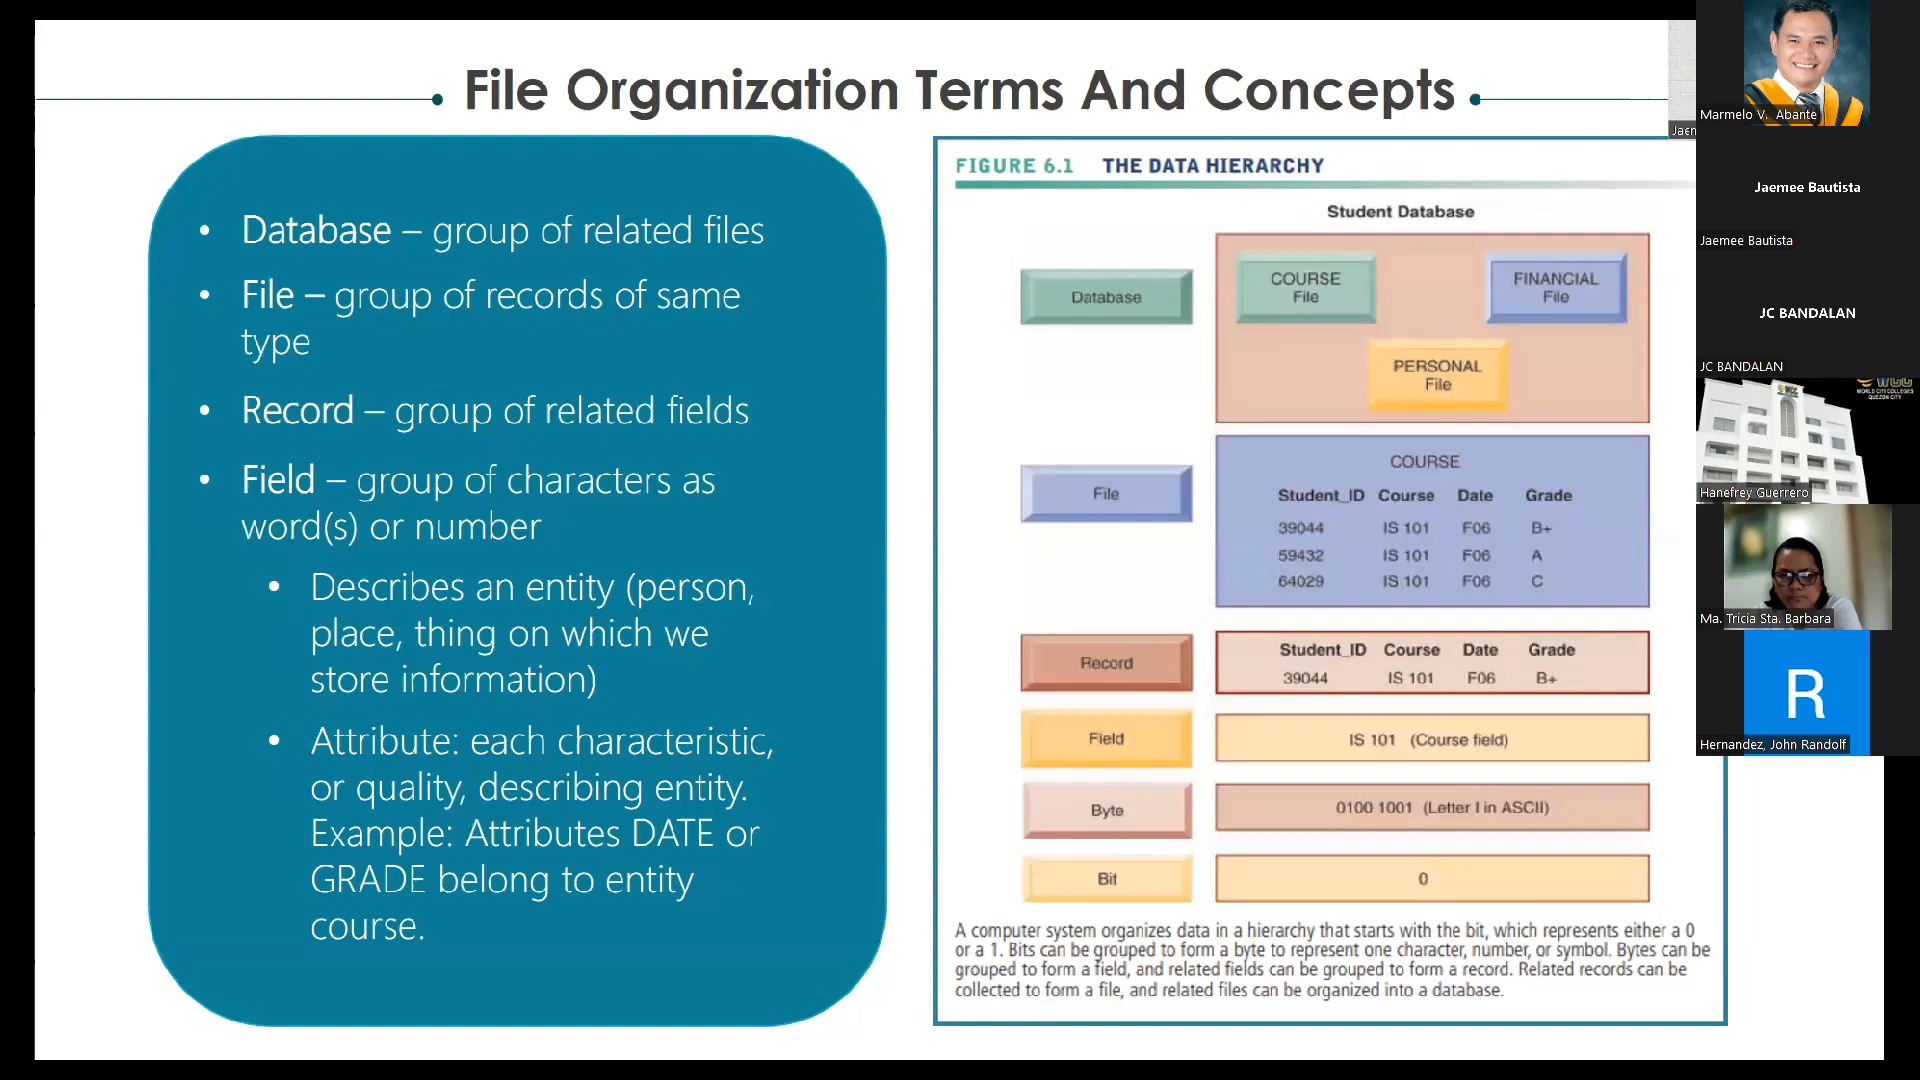 File Organization Terms And Concepts
• Database – group of related files
• File – group of records of same
type
• Record – group of related fields
• Field – group of characters as
word(s) or number
• Describes an entity (person,
place, thing on which we
store information)
• Attribute: each characteristic,
or quality, describing entity.
Example: Attributes DATE or
GRADE belong to entity
course.
FIGURE 6.1 THE DATA HIERARCHY
Student Database
Database
COURSE
File
FINANCIAL
File
PERSONAL
File
File
COURSE
Student_ID Course Date Grade
39044 IS 101 F06 B+
59432 IS 101 F06 A
64029 IS 101 F06 C
Record
Student_ID Course Date Grade
39044 IS 101 F06 B+
Field
IS 101 (Course field)
Byte
0100 1001 (Letter I in ASCII)
Bit
0
A computer system organizes data in a hierarchy that starts with the bit, which represents either a 0
or a 1. Bits can be grouped to form a byte to represent one character, number, or symbol. Bytes can be
grouped to form a field, and related fields can be grouped to form a record. Related records can be
collected to form a file, and related files can be organized into a database.
Jaem
Marmelo V. Abante
Jaemee Bautista
Jaemee Bautista
JC BANDALAN
JC BANDALAN
WCC
WORLD CITI COLLEGES
QUEZON CITY
Hanefrey Guerrero
Ma. Tricia Sta. Barbara
R
Hernandez, John Randolf